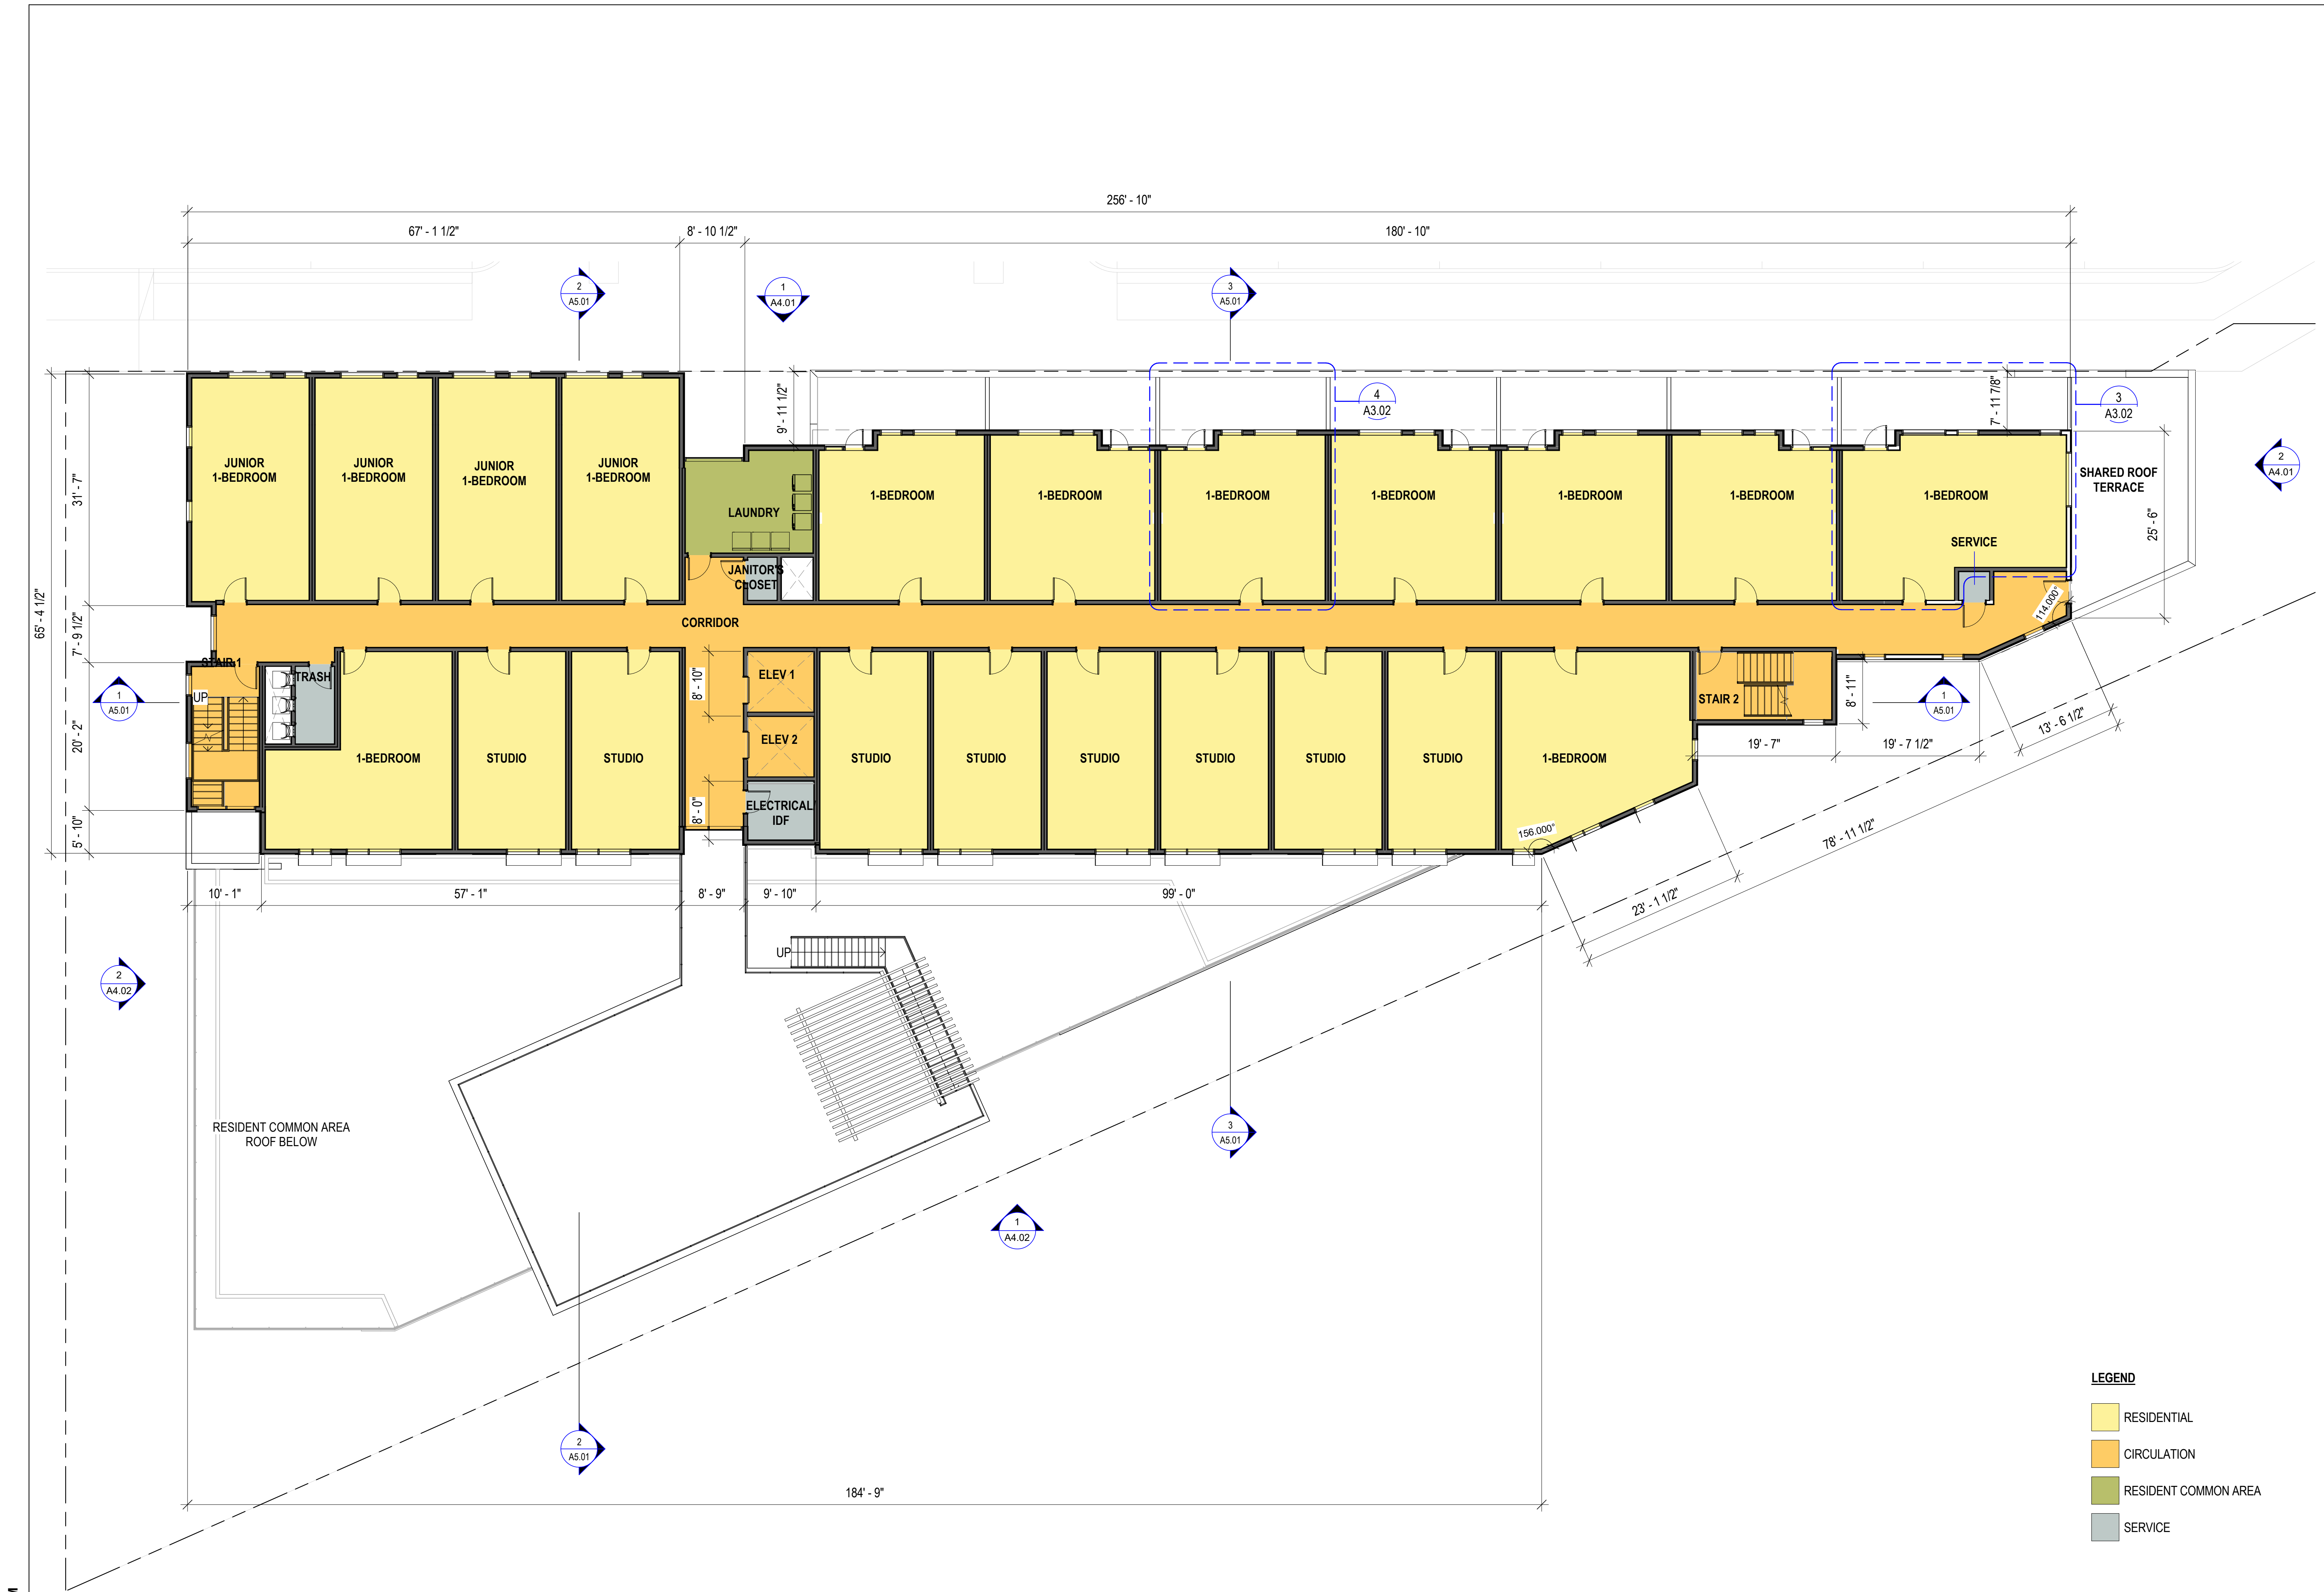 256' - 10"
67' - 1 1/2"
8' - 10 1/2"
180' - 10"
2
A5.01
1
A4.01
3
A5.01
4
A3.02
3
A3.02
2
A4.01
9' - 11 1/2"
7' - 11 7/8"
65' - 4 1/2"
31' - 7"
7' - 9 1/2"
20' - 2"
5' - 10"
JUNIOR
1-BEDROOM
JUNIOR
1-BEDROOM
JUNIOR
1-BEDROOM
JUNIOR
1-BEDROOM
LAUNDRY
1-BEDROOM
1-BEDROOM
1-BEDROOM
1-BEDROOM
1-BEDROOM
1-BEDROOM
1-BEDROOM
SHARED ROOF
TERRACE
25' - 6"
SERVICE
JANITOR'S
CLOSET
114.000°
CORRIDOR
STAIR 1
UP
TRASH
1
A5.01
8' - 10"
ELEV 1
ELEV 2
STAIR 2
8' - 11"
1
A5.01
13' - 6 1/2"
1-BEDROOM
STUDIO
STUDIO
STUDIO
STUDIO
STUDIO
STUDIO
STUDIO
STUDIO
1-BEDROOM
19' - 7"
19' - 7 1/2"
8' - 0"
ELECTRICAL/
IDF
156.000°
78' - 11 1/2"
23' - 1 1/2"
10' - 1"
57' - 1"
8' - 9"
9' - 10"
99' - 0"
UP
2
A4.02
RESIDENT COMMON AREA
ROOF BELOW
3
A5.01
1
A4.02
2
A5.01
184' - 9"
LEGEND
RESIDENTIAL
CIRCULATION
RESIDENT COMMON AREA
SERVICE